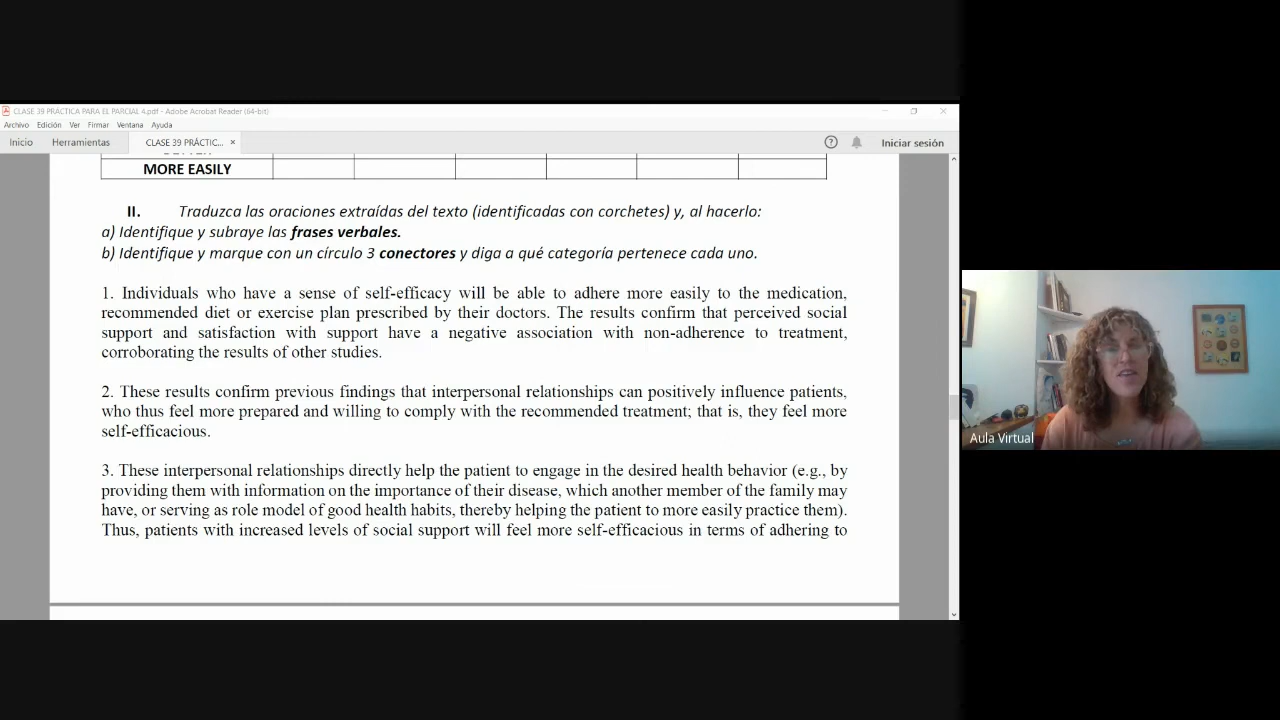 CLASE 39 PRÁCTICA PARA EL PARCIAL 4.pdf - Adobe Acrobat Reader (64-bit)
Archivo Edición Ver Firmar Ventana Ayuda
Inicio Herramientas CLASE 39 PRÁCTIC... × Iniciar sesión
MORE EASILY
II. Traduzca las oraciones extraídas del texto (identificadas con corchetes) y, al hacerlo:
a) Identifique y subraye las frases verbales.
b) Identifique y marque con un círculo 3 conectores y diga a qué categoría pertenece cada uno.
1. Individuals who have a sense of self-efficacy will be able to adhere more easily to the medication,
recommended diet or exercise plan prescribed by their doctors. The results confirm that perceived social
support and satisfaction with support have a negative association with non-adherence to treatment,
corroborating the results of other studies.
2. These results confirm previous findings that interpersonal relationships can positively influence patients,
who thus feel more prepared and willing to comply with the recommended treatment; that is, they feel more
self-efficacious.
3. These interpersonal relationships directly help the patient to engage in the desired health behavior (e.g., by
providing them with information on the importance of their disease, which another member of the family may
have, or serving as role model of good health habits, thereby helping the patient to more easily practice them).
Thus, patients with increased levels of social support will feel more self-efficacious in terms of adhering to
Aula Virtual